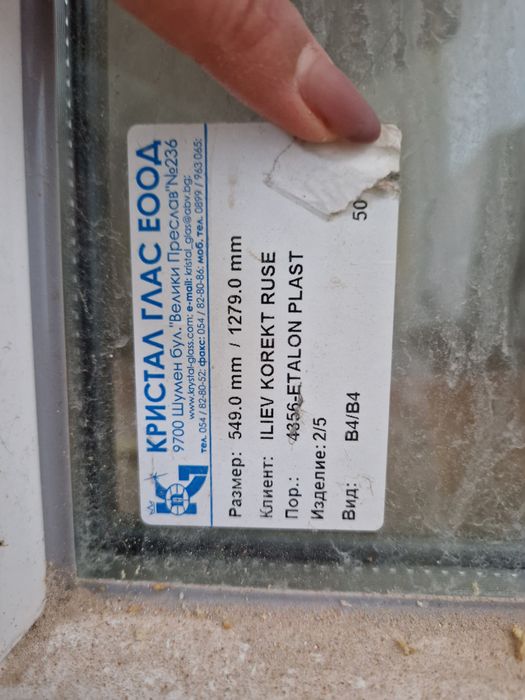 КРИСТАЛ ГЛАС ЕООД
9700 Шумен бул."Велики Преслав"№236
www.krystal-glass.com; e-mail: kristal_glas@abv.bg;
тел. 054 / 82-80-52; факс: 054 / 82-80-86; моб. тел. 0899 / 963 065;
Размер: 549.0 mm / 1279.0 mm
Клиент: ILIEV KOREKT RUSE
Пор.: 4356-ETALON PLAST
Изделие: 2/5
Вид: B4/B4 50